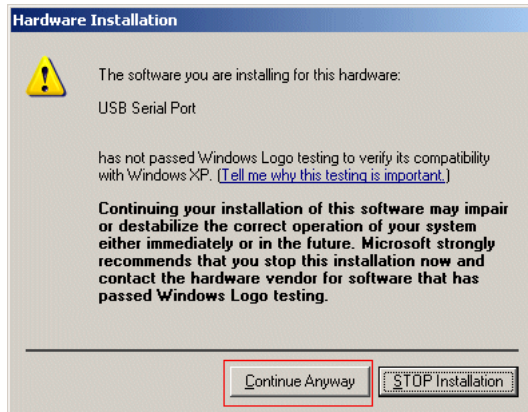 Hardware Installation
The software you are installing for this hardware:
USB Serial Port
has not passed Windows Logo testing to verify its compatibility
with Windows XP. (Tell me why this testing is important.)
Continuing your installation of this software may impair
or destabilize the correct operation of your system
either immediately or in the future. Microsoft strongly
recommends that you stop this installation now and
contact the hardware vendor for software that has
passed Windows Logo testing.
Continue Anyway
STOP Installation